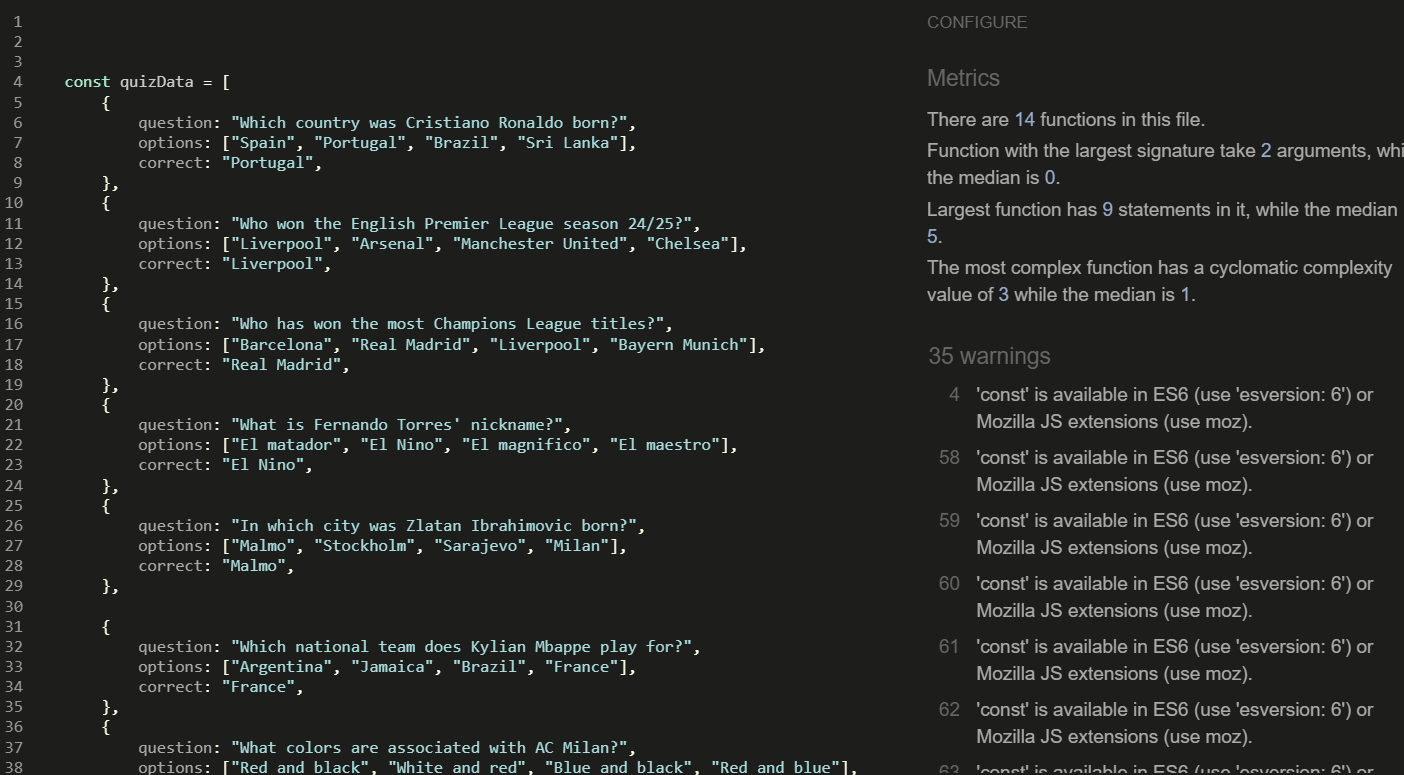 1
2
3
4 const quizData = [
5 {
6 question: "Which country was Cristiano Ronaldo born?",
7 options: ["Spain", "Portugal", "Brazil", "Sri Lanka"],
8 correct: "Portugal",
9 },
10 {
11 question: "Who won the English Premier League season 24/25?",
12 options: ["Liverpool", "Arsenal", "Manchester United", "Chelsea"],
13 correct: "Liverpool",
14 },
15 {
16 question: "Who has won the most Champions League titles?",
17 options: ["Barcelona", "Real Madrid", "Liverpool", "Bayern Munich"],
18 correct: "Real Madrid",
19 },
20 {
21 question: "What is Fernando Torres' nickname?",
22 options: ["El matador", "El Nino", "El magnifico", "El maestro"],
23 correct: "El Nino",
24 },
25 {
26 question: "In which city was Zlatan Ibrahimovic born?",
27 options: ["Malmo", "Stockholm", "Sarajevo", "Milan"],
28 correct: "Malmo",
29 },
30
31 {
32 question: "Which national team does Kylian Mbappe play for?",
33 options: ["Argentina", "Jamaica", "Brazil", "France"],
34 correct: "France",
35 },
36 {
37 question: "What colors are associated with AC Milan?",
38 options: ["Red and black", "White and red", "Blue and black", "Red and blue"],
CONFIGURE
Metrics
There are 14 functions in this file.
Function with the largest signature take 2 arguments, whi
the median is 0.
Largest function has 9 statements in it, while the median
5.
The most complex function has a cyclomatic complexity
value of 3 while the median is 1.
35 warnings
4 'const' is available in ES6 (use 'esversion: 6') or
Mozilla JS extensions (use moz).
58 'const' is available in ES6 (use 'esversion: 6') or
Mozilla JS extensions (use moz).
59 'const' is available in ES6 (use 'esversion: 6') or
Mozilla JS extensions (use moz).
60 'const' is available in ES6 (use 'esversion: 6') or
Mozilla JS extensions (use moz).
61 'const' is available in ES6 (use 'esversion: 6') or
Mozilla JS extensions (use moz).
62 'const' is available in ES6 (use 'esversion: 6') or
Mozilla JS extensions (use moz).
63 'const' is available in ES6 (use 'esversion: 6') or